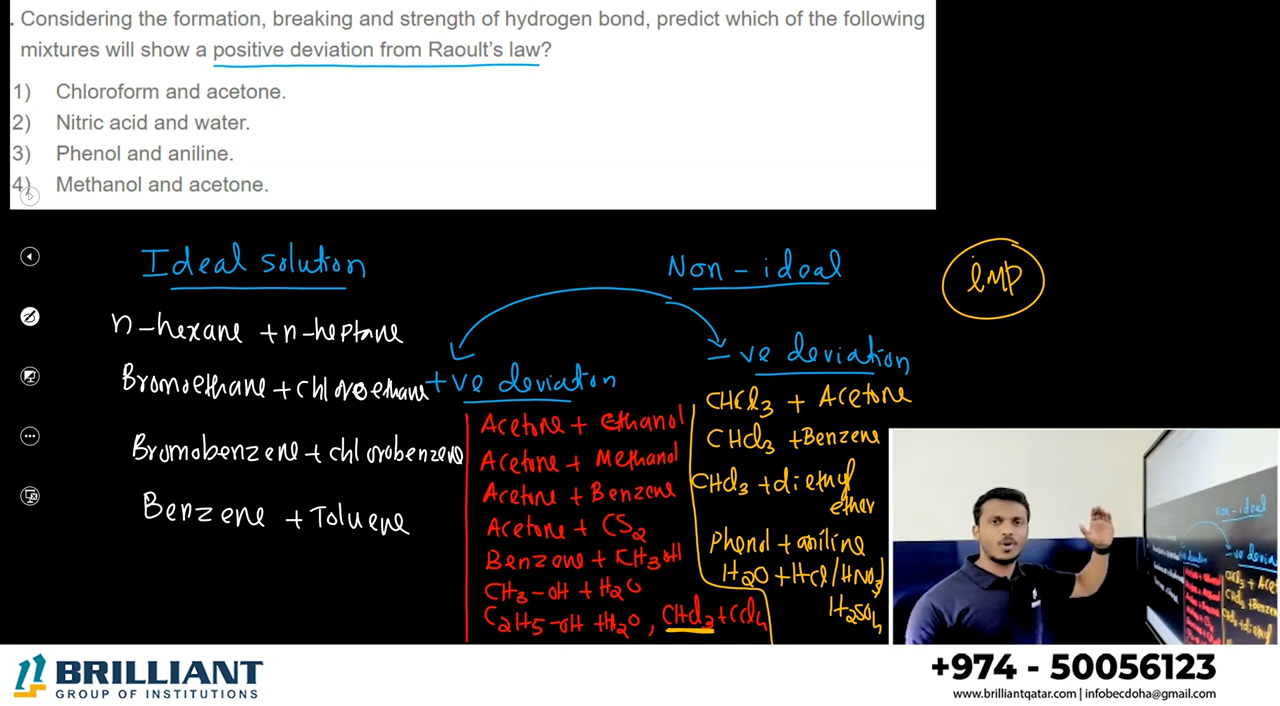 . Considering the formation, breaking and strength of hydrogen bond, predict which of the following
mixtures will show a positive deviation from Raoult's law?
1) Chloroform and acetone.
2) Nitric acid and water.
3) Phenol and aniline.
4) Methanol and acetone.
Ideal solution
n-hexane + n-heptane
Bromoethane + chloroethane
Bromobenzene + chlorobenzene
Benzene + Toluene
Non-ideal
imp
+ve deviation
Acetone + Ethanol
Acetone + Methanol
Acetone + Benzene
Acetone + CS2
Benzene + CH3OH
CH3-OH + H2O
C2H5-OH + H2O, CHCl3 + CCl4
-ve deviation
CHCl3 + Acetone
CHCl3 + Benzene
CHCl3 + diethyl
ether
Phenol + aniline
H2O + HCl/HNO3
H2SO4
Non-ideal
BRILLIANT
GROUP OF INSTITUTIONS
+974 - 50056123
www.brilliantqatar.com | infobecdoha@gmail.com